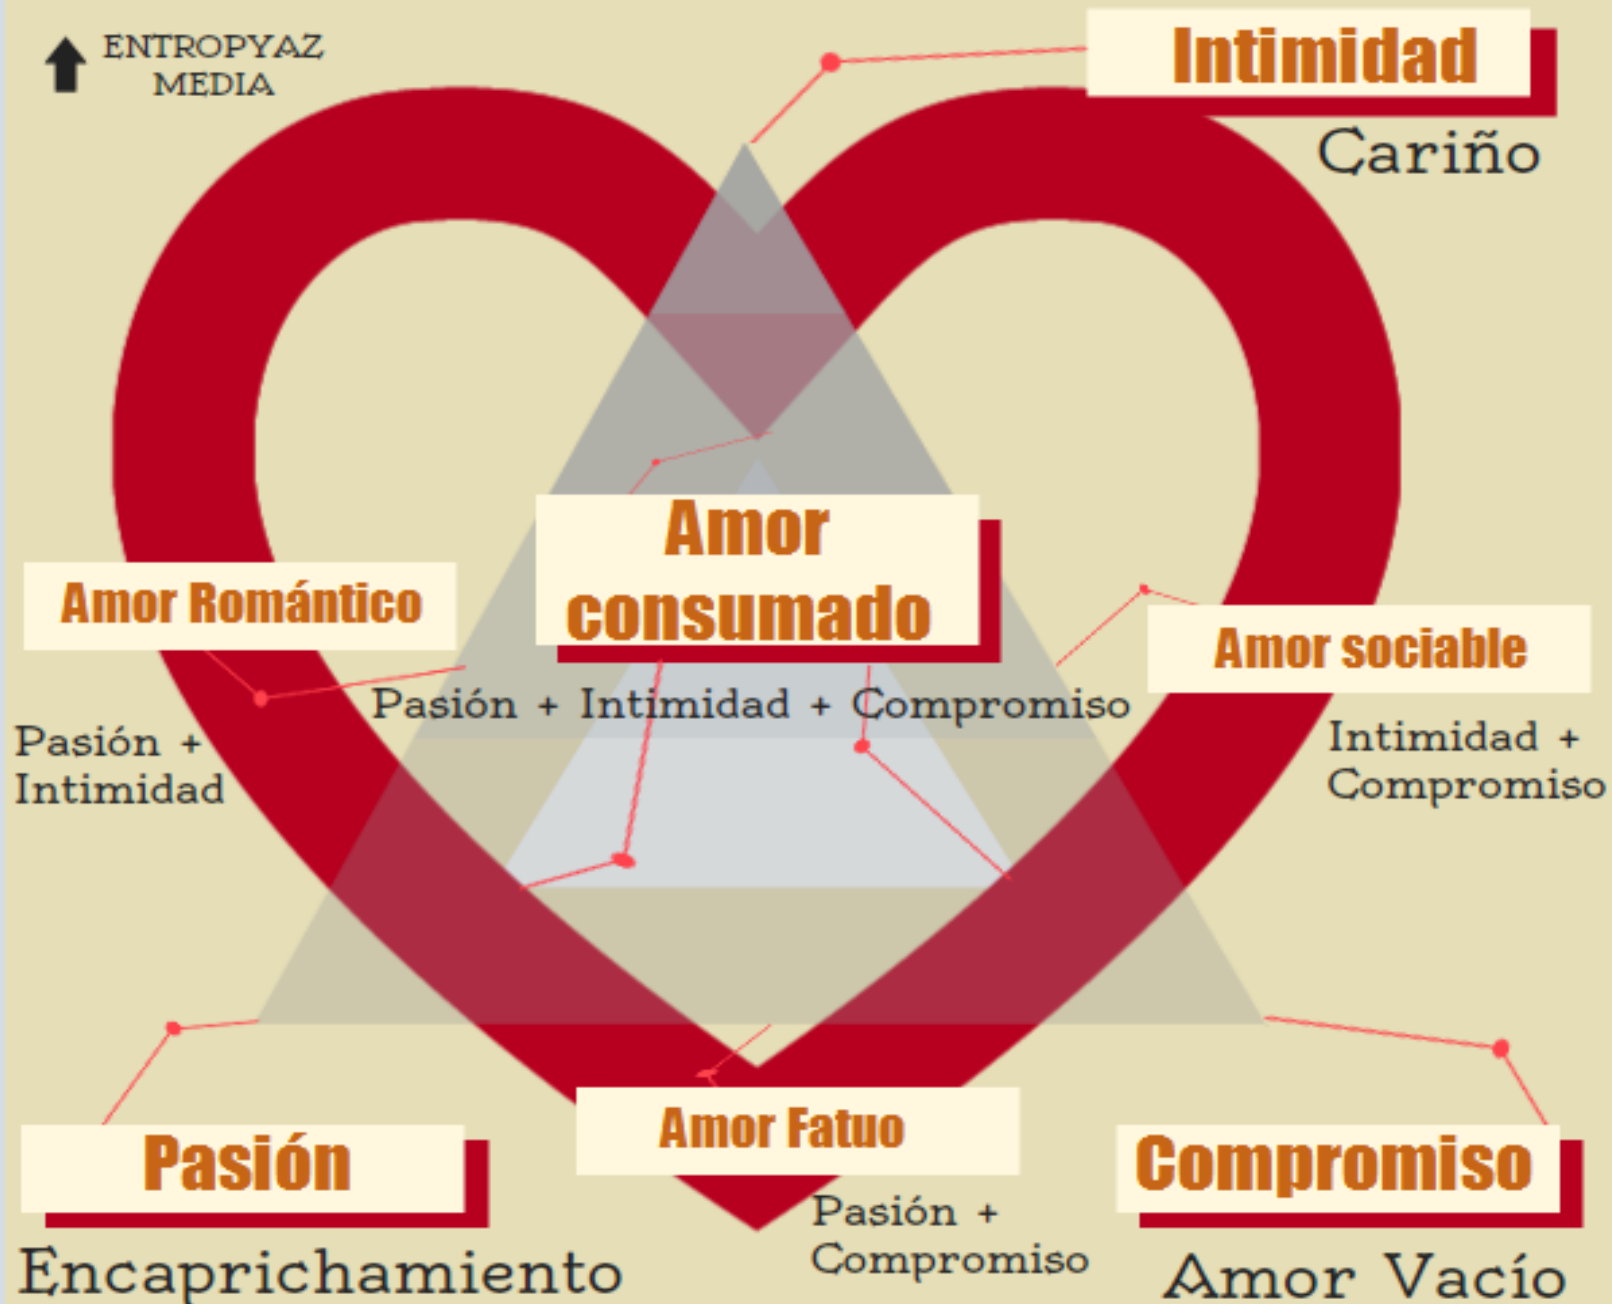 ENTROPYAZ
MEDIA
Intimidad
Cariño
Amor
consumado
Pasión + Intimidad + Compromiso
Amor Romántico
Pasión +
Intimidad
Amor sociable
Intimidad +
Compromiso
Pasión
Encaprichamiento
Amor Fatuo
Pasión +
Compromiso
Compromiso
Amor Vacío